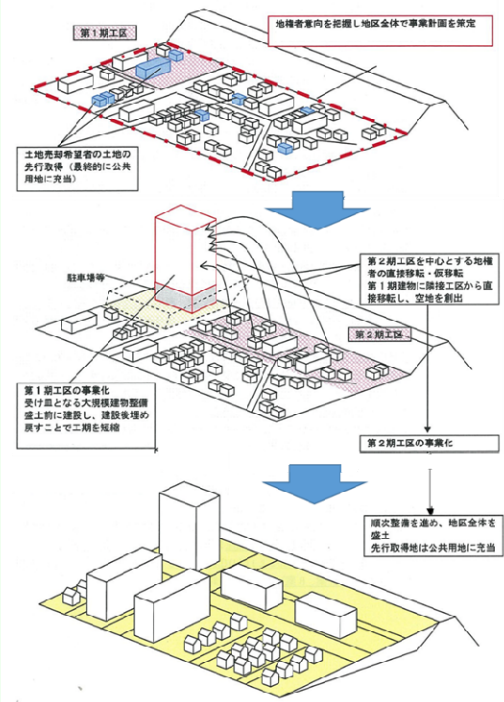 第1期工区
地権者意向を把握し地区全体で事業計画を策定
土地売却希望者の土地の
先行取得（最終的に公共
用地に充当）
駐車場等
第2期工区を中心とする地権
者の直接移転・仮移転
第1期建物に隣接工区から直
接移転し、空地を創出
第2期工区
第1期工区の事業化
受け皿となる大規模建物整備
盛土前に建設し、建設後埋め
戻すことで工期を短縮
第2期工区の事業化
順次整備を進め、地区全体を
盛土
先行取得地は公共用地に充当